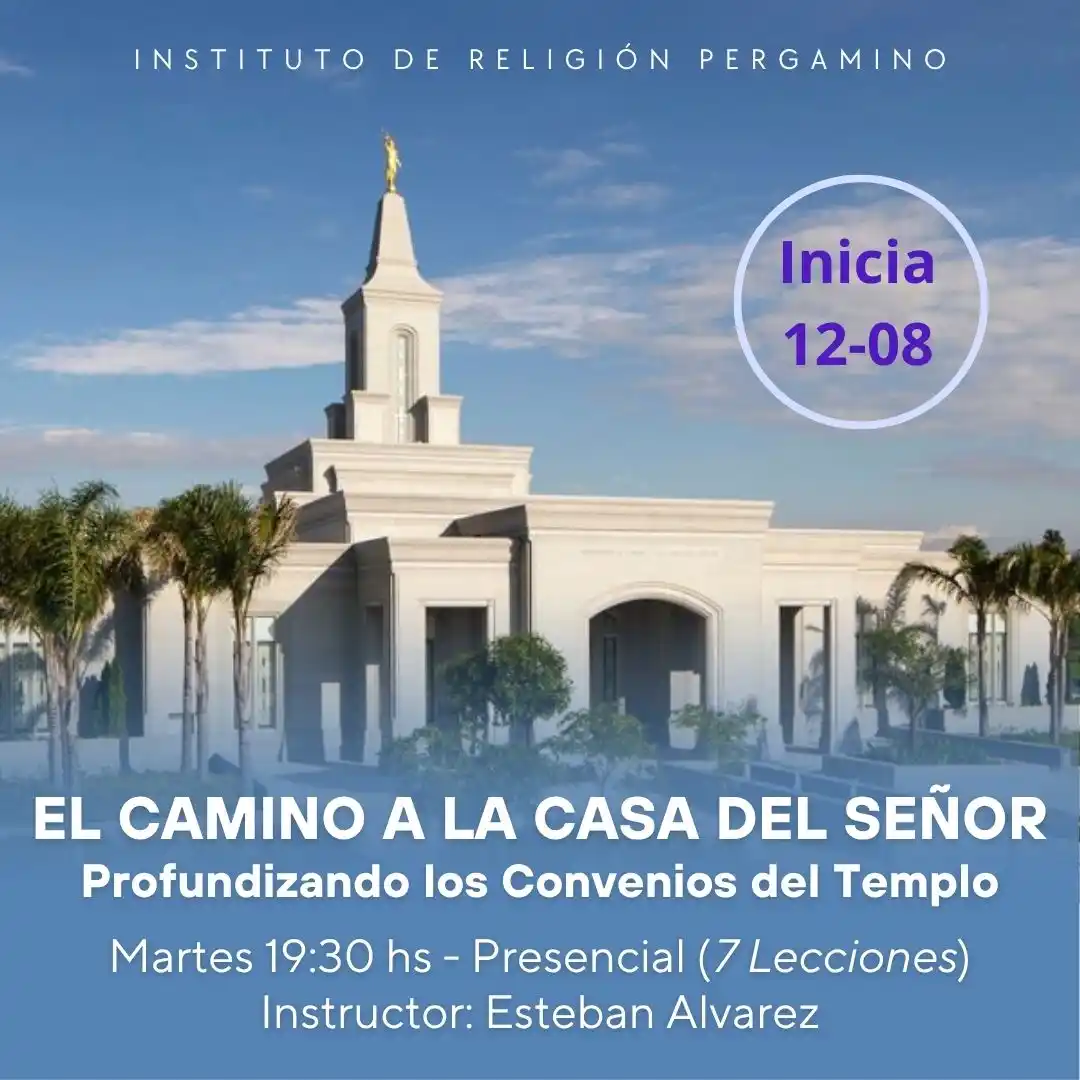 INSTITUTO DE RELIGIÓN PERGAMINO
Inicia
12-08
EL CAMINO A LA CASA DEL SEÑOR
Profundizando los Convenios del Templo
Martes 19:30 hs - Presencial (7 Lecciones)
Instructor: Esteban Alvarez